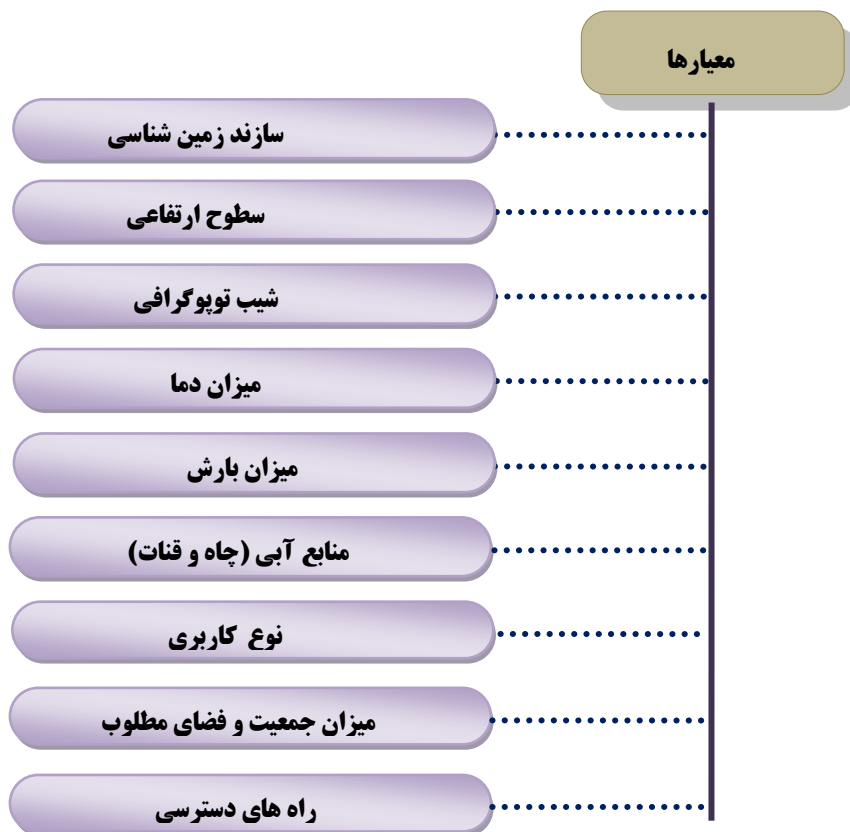 معیارها
سازند زمین شناسی
سطوح ارتفاعی
شیب توپوگرافی
میزان دما
میزان بارش
منابع آبی (چاه و قنات)
نوع کاربری
میزان جمعیت و فضای مطلوب
راه های دسترسی